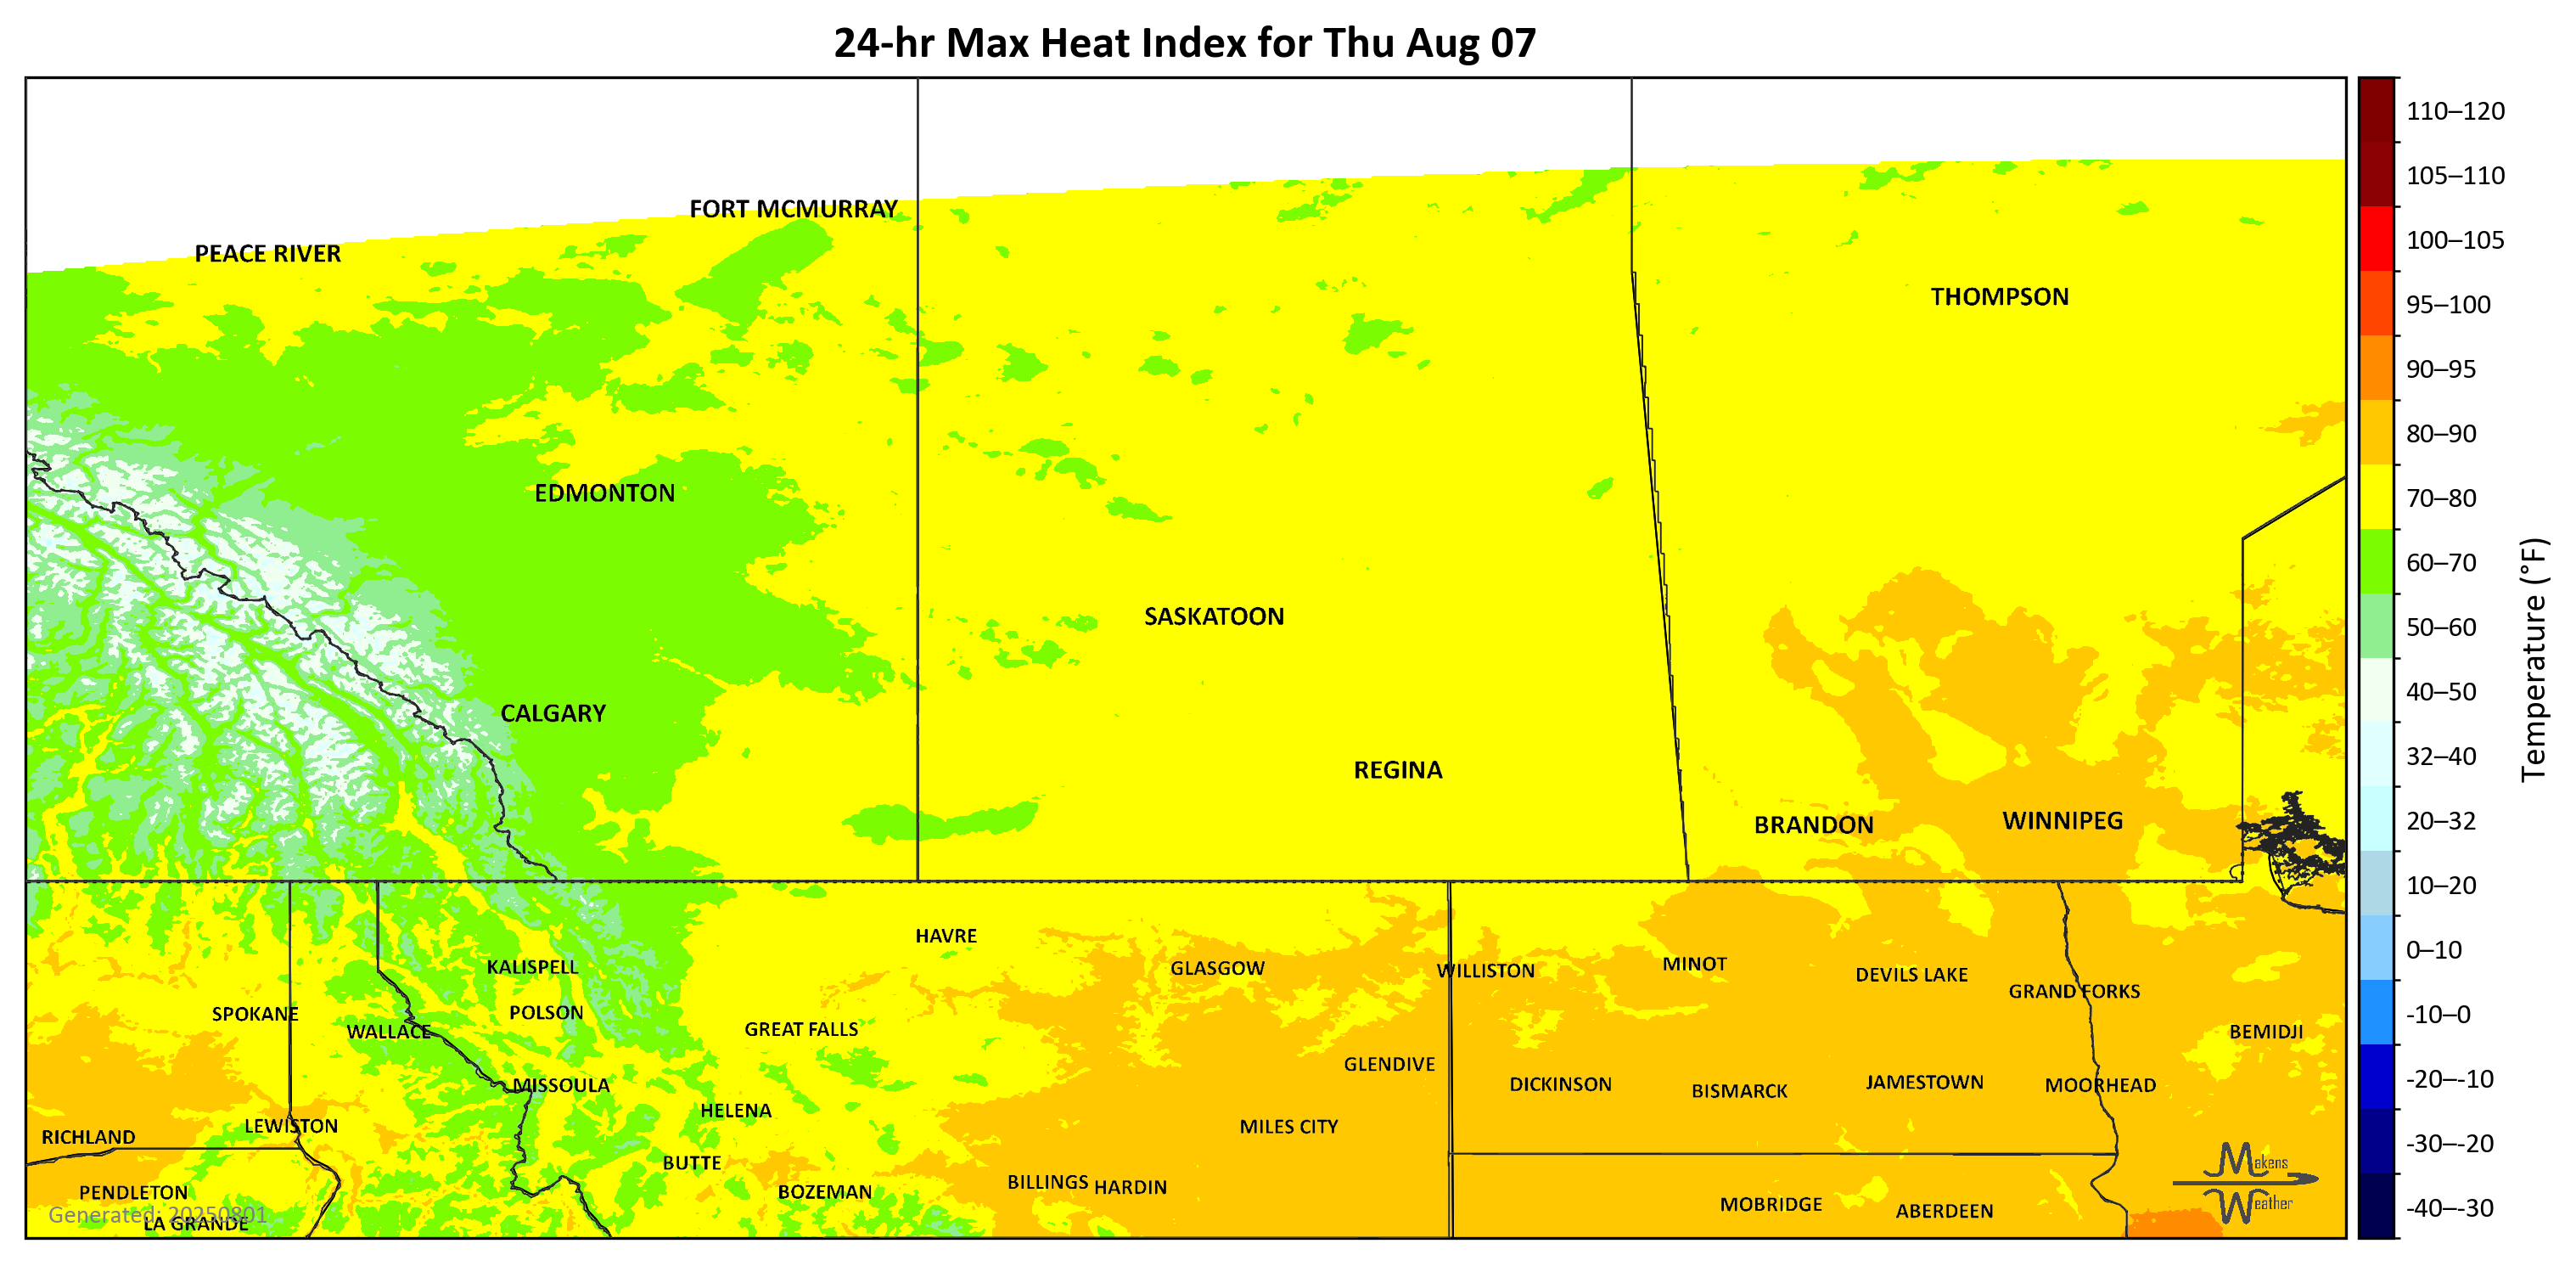 24-hr Max Heat Index for Thu Aug 07
FORT MCMURRAY
PEACE RIVER
THOMPSON
EDMONTON
SASKATOON
CALGARY
REGINA
BRANDON
WINNIPEG
HAVRE
KALISPELL
GLASGOW
WILLISTON
MINOT
DEVILS LAKE
GRAND FORKS
SPOKANE
POLSON
WALLACE
GREAT FALLS
BEMIDJI
GLENDIVE
MISSOULA
DICKINSON
BISMARCK
JAMESTOWN
MOORHEAD
HELENA
LEWISTON
MILES CITY
RICHLAND
BUTTE
BOZEMAN
BILLINGS
HARDIN
PENDLETON
MOBRIDGE
ABERDEEN
Generated: 20250801
LA GRANDE
Makens
Weather
110–120
105–110
100–105
95–100
90–95
80–90
70–80
60–70
50–60
40–50
32–40
20–32
10–20
0–10
-10–0
-20–-10
-30–-20
-40–-30
Temperature (°F)